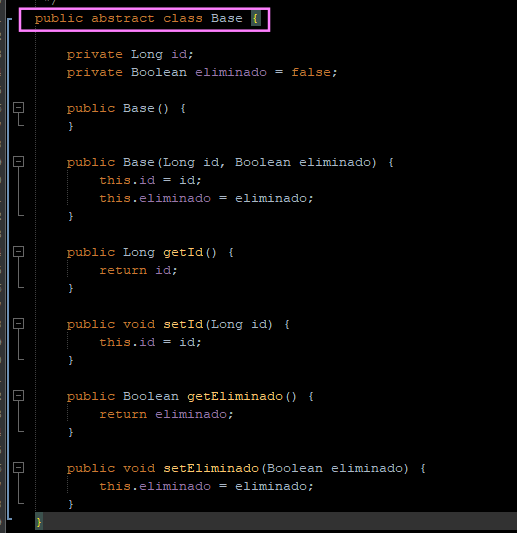 */
public abstract class Base {
private Long id;
private Boolean eliminado = false;
public Base() {
}
public Base(Long id, Boolean eliminado) {
this.id = id;
this.eliminado = eliminado;
}
public Long getId() {
return id;
}
public void setId(Long id) {
this.id = id;
}
public Boolean getEliminado() {
return eliminado;
}
public void setEliminado(Boolean eliminado) {
this.eliminado = eliminado;
}
}